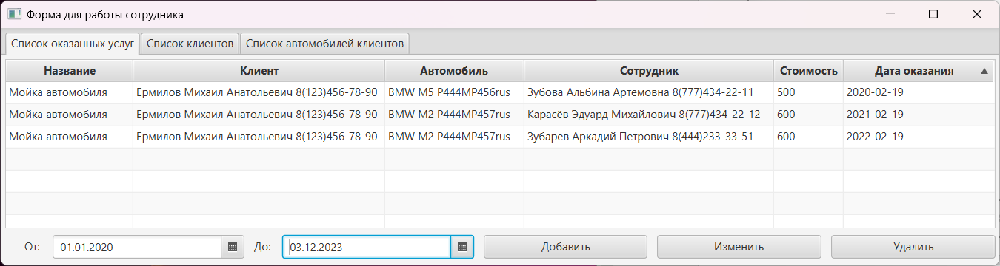 Форма для работы сотрудника
Список оказанных услуг Список клиентов Список автомобилей клиентов
Название Клиент Автомобиль Сотрудник Стоимость Дата оказания
Мойка автомобиля Ермилов Михаил Анатольевич 8(123)456-78-90 BMW M5 Р444МР456rus Зубова Альбина Артёмовна 8(777)434-22-11 500 2020-02-19
Мойка автомобиля Ермилов Михаил Анатольевич 8(123)456-78-90 BMW M2 Р444МР457rus Карасёв Эдуард Михайлович 8(777)434-22-12 600 2021-02-19
Мойка автомобиля Ермилов Михаил Анатольевич 8(123)456-78-90 BMW M2 Р444МР457rus Зубарев Аркадий Петрович 8(444)233-33-51 600 2022-02-19
От: 01.01.2020 До: 03.12.2023 Добавить Изменить Удалить